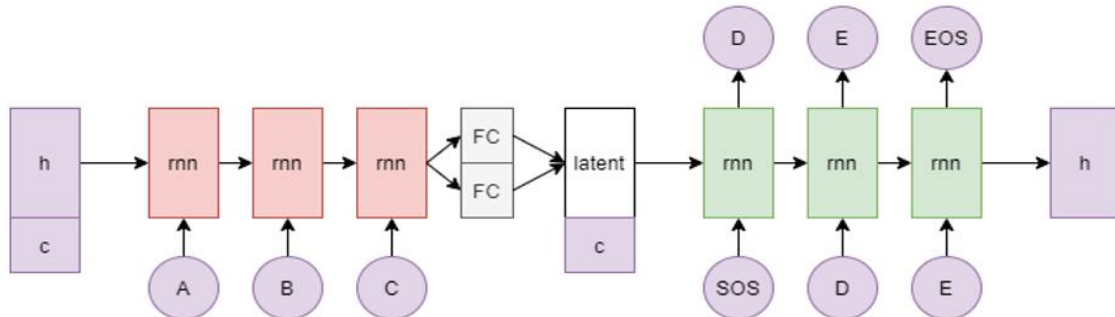 D E EOS
FC
h rnn rnn rnn latent rnn rnn rnn h
FC
c c
A B C SOS D E